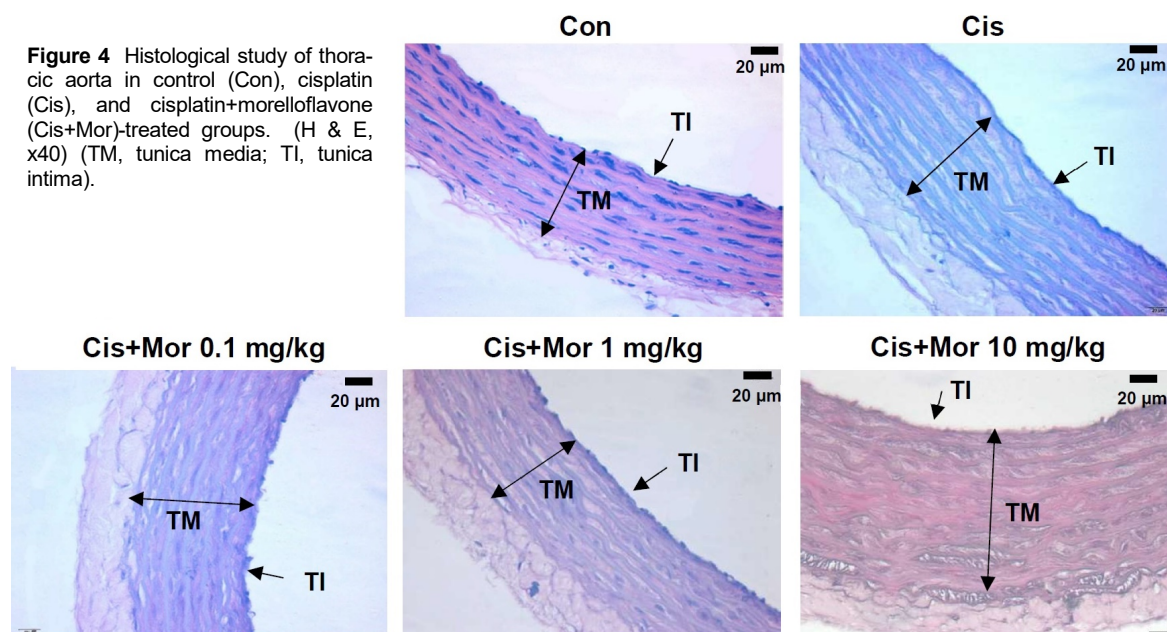 Figure 4 Histological study of thora-
cic aorta in control (Con), cisplatin
(Cis), and cisplatin+morelloflavone
(Cis+Mor)-treated groups. (H & E,
x40) (TM, tunica media; TI, tunica
intima).
Con
20 µm
TI
TM
Cis
20 µm
TI
TM
Cis+Mor 0.1 mg/kg
20 µm
TM
TI
Cis+Mor 1 mg/kg
20 µm
TI
TM
Cis+Mor 10 mg/kg
20 µm
TI
TM